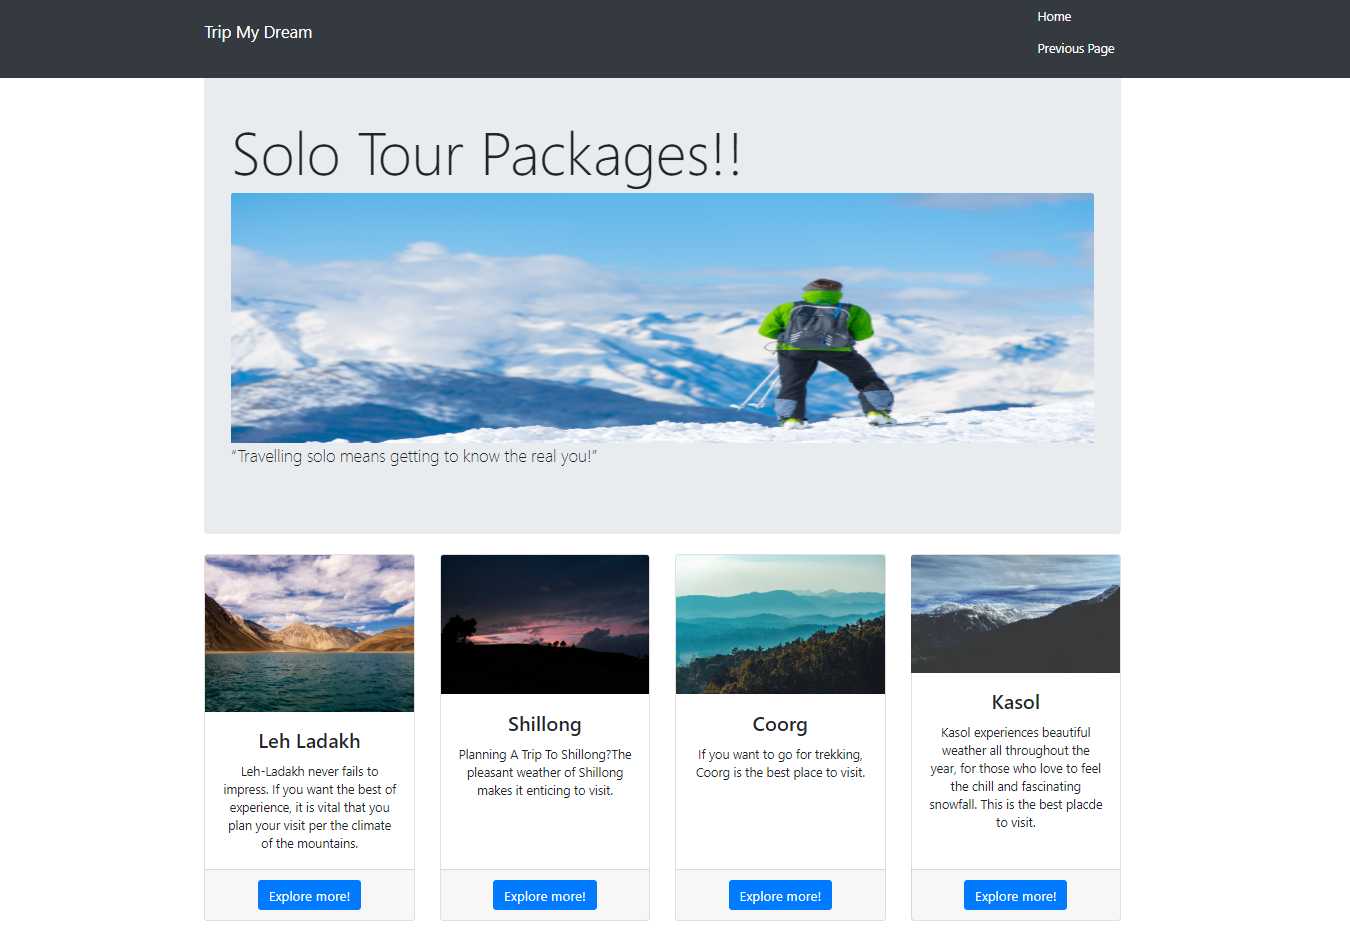 Trip My Dream
Home
Previous Page
Solo Tour Packages!!
“Travelling solo means getting to know the real you!”
Leh Ladakh
Leh-Ladakh never fails to
impress. If you want the best of
experience, it is vital that you
plan your visit per the climate
of the mountains.
Explore more!
Shillong
Planning A Trip To Shillong?The
pleasant weather of Shillong
makes it enticing to visit.
Explore more!
Coorg
If you want to go for trekking,
Coorg is the best place to visit.
Explore more!
Kasol
Kasol experiences beautiful
weather all throughout the
year, for those who love to feel
the chill and fascinating
snowfall. This is the best placde
to visit.
Explore more!